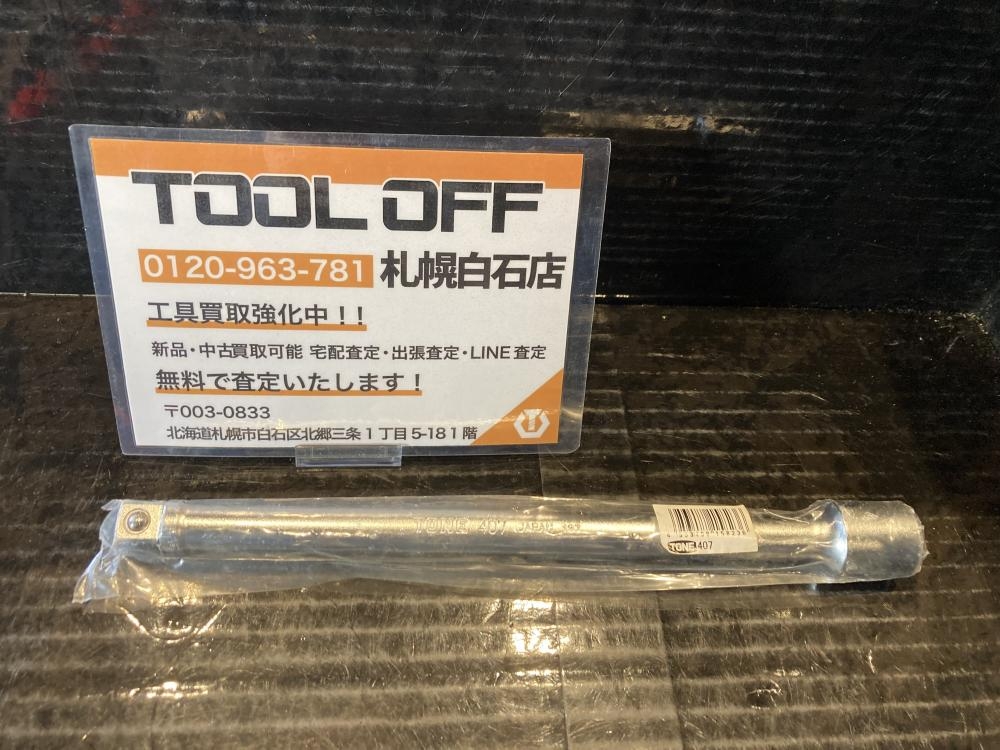 TOOL OFF
0120-963-781 札幌白石店
工具買取強化中!!
新品・中古買取可能 宅配査定・出張査定・LINE査定
無料で査定いたします!
〒003-0833
北海道札幌市白石区北郷三条1丁目5-18 1階
TONE 407 JAPAN
TONE 407